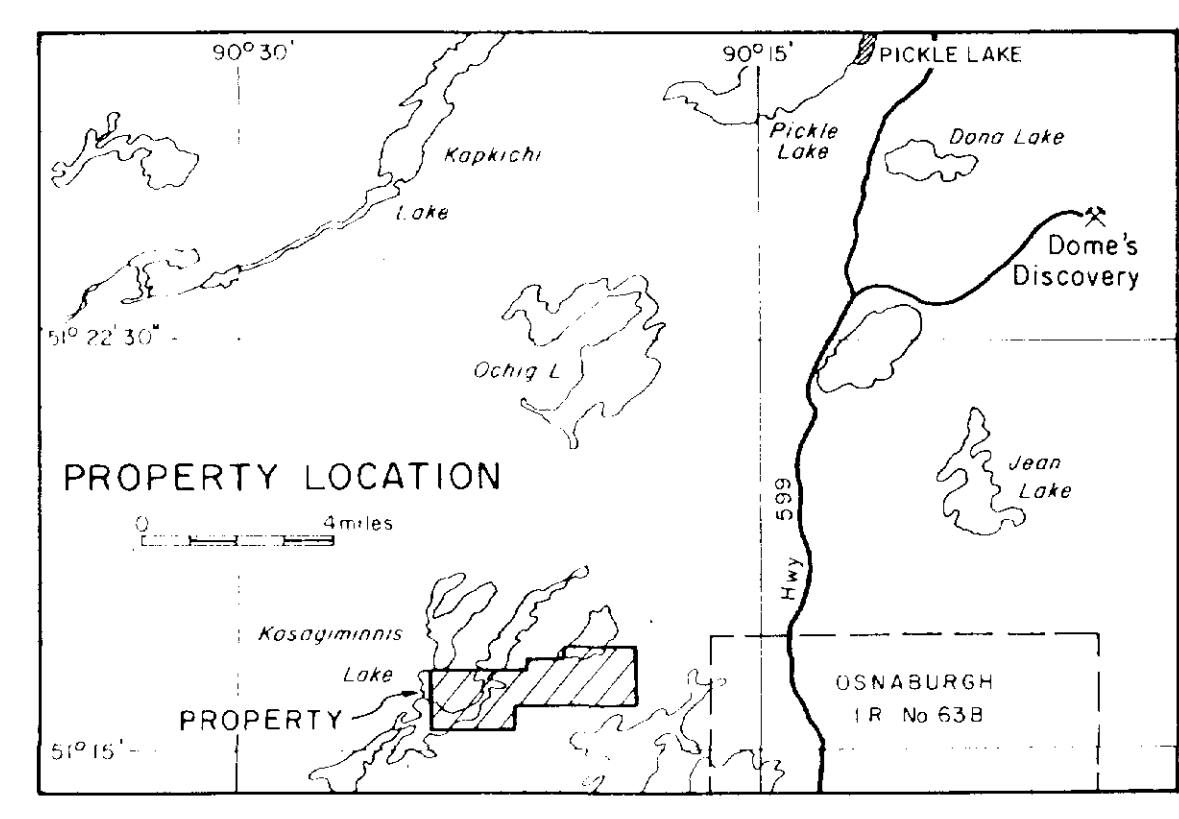 90°30'
90°15'
PICKLE LAKE
Kapkichi
Lake
Pickle
Lake
Dona Lake
Dome's
Discovery
51° 22' 30"
Ochig L
PROPERTY LOCATION
0 4 miles
Jean
Lake
Hwy 599
Kasagiminnis
Lake
PROPERTY
OSNABURGH
I R No 63B
51° 15'